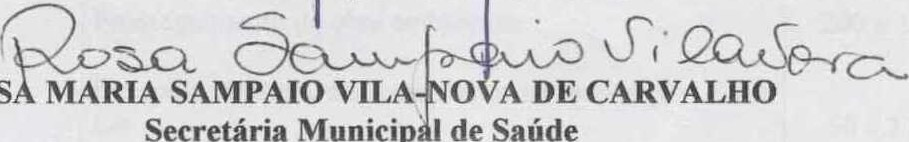 Rosa Sampaio Vilanova
SA MARIA SAMPAIO VILA-NOVA DE CARVALHO
Secretária Municipal de Saúde